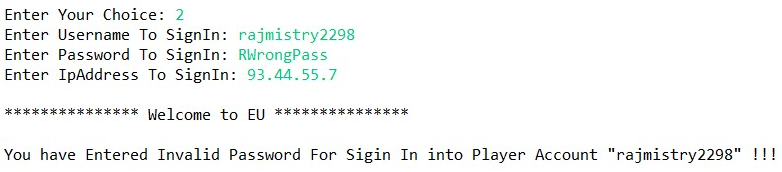 Enter Your Choice: 2
Enter Username To SignIn: rajmistry2298
Enter Password To SignIn: RWrongPass
Enter IpAddress To SignIn: 93.44.55.7
*************** Welcome to EU ***************
You have Entered Invalid Password For Sigin In into Player Account "rajmistry2298" !!!